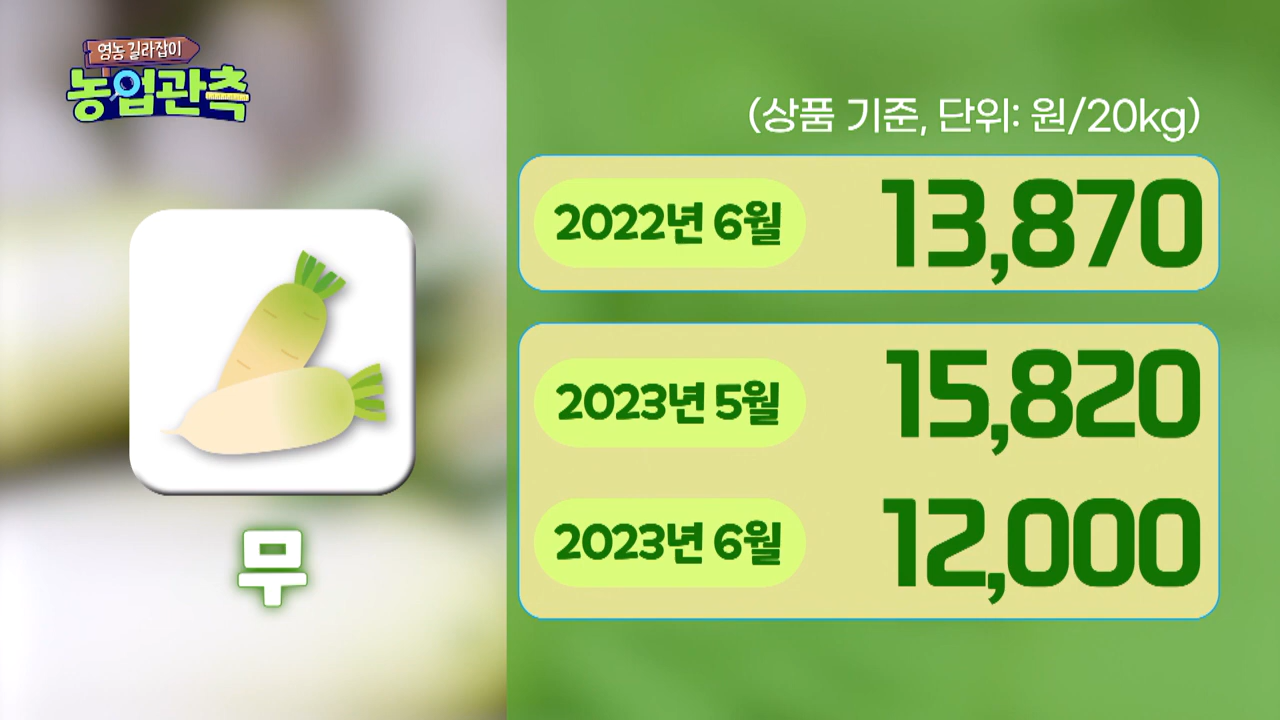 영농 길라잡이
농업관측
(상품 기준, 단위: 원/20kg)
2022년 6월 13,870
2023년 5월 15,820
2023년 6월 12,000
무